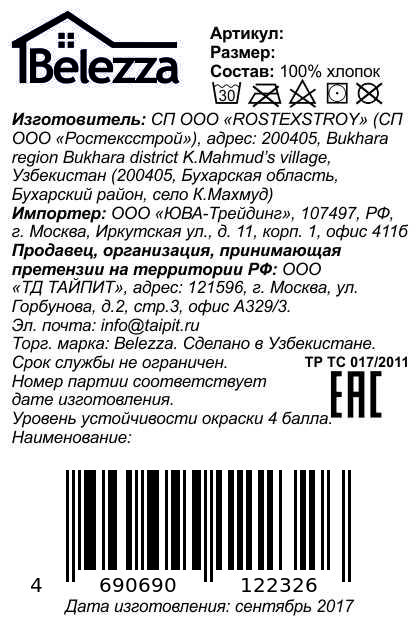 Belezza
Артикул:
Размер:
Состав: 100% хлопок
30
Изготовитель: СП ООО «ROSTEXSTROY» (СП
ООО «Ростексстрой»), адрес: 200405, Bukhara
region Bukhara district K.Mahmud’s village,
Узбекистан (200405, Бухарская область,
Бухарский район, село К.Махмуд)
Импортер: ООО «ЮВА-Трейдинг», 107497, РФ,
г. Москва, Иркутская ул., д. 11, корп. 1, офис 411б
Продавец, организация, принимающая
претензии на территории РФ: ООО
«ТД ТАЙПИТ», адрес: 121596, г. Москва, ул.
Горбунова, д.2, стр.3, офис А329/3.
Эл. почта: info@taipit.ru
Торг. марка: Belezza. Сделано в Узбекистане.
Срок службы не ограничен.
ТР ТС 017/2011
Номер партии соответствует
дате изготовления.
EAC
Уровень устойчивости окраски 4 балла.
Наименование:
4 690690 122326
Дата изготовления: сентябрь 2017